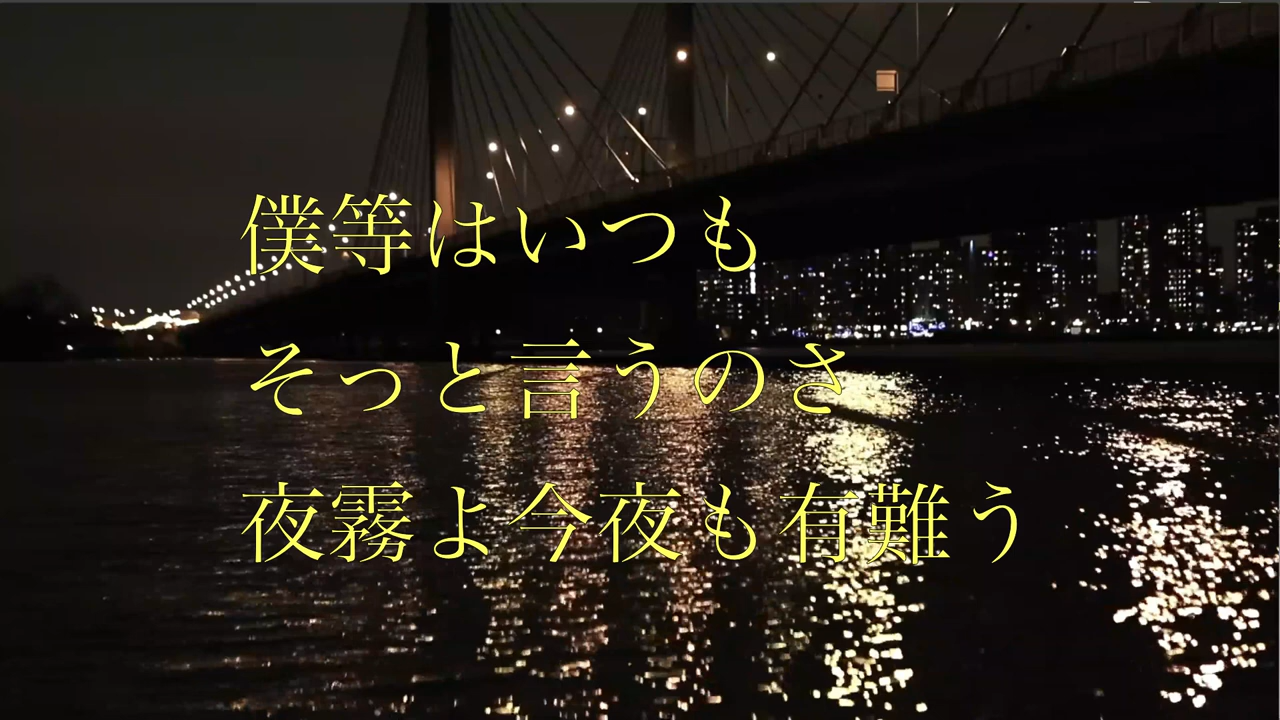 僕等はいつも
そっと言うのさ
夜霧よ今夜も有難う